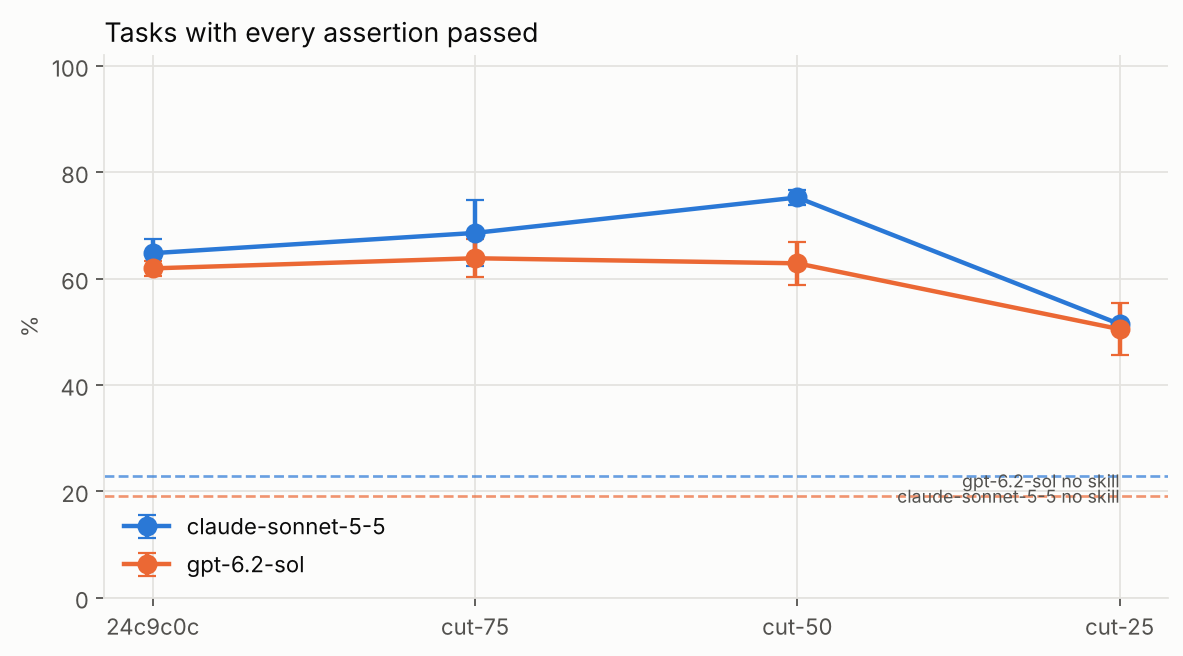 Tasks with every assertion passed
100
80
60
%
40
gpt-6.2-sol no skill
20
claude-sonnet-5-5 no skill
claude-sonnet-5-5
gpt-6.2-sol
0
24c9c0c cut-75 cut-50 cut-25